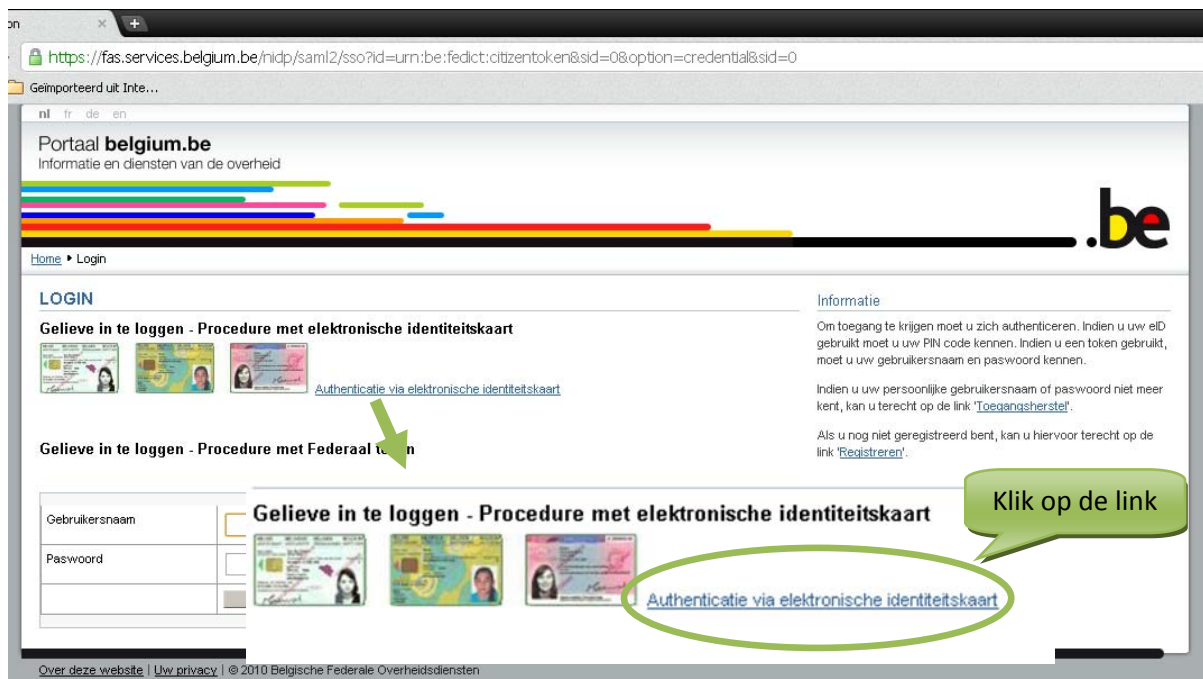 on
https://fas.services.belgium.be/nidp/saml2/sso?id=urn:be:fedict:citizentoken&sid=0&option=credential&sid=0
Geïmporteerd uit Inte...
nl fr de en
Portaal belgium.be
Informatie en diensten van de overheid
.be
Home Login
LOGIN
Gelieve in te loggen - Procedure met elektronische identiteitskaart
Authenticatie via elektronische identiteitskaart
Gelieve in te loggen - Procedure met Federaal
Gebruikersnaam
Paswoord
Informatie
Om toegang te krijgen moet u zich authenticeren. Indien u uw eID
gebruikt moet u uw PIN code kennen. Indien u een token gebruikt,
moet u uw gebruikersnaam en paswoord kennen.
Indien u uw persoonlijke gebruikersnaam of paswoord niet meer
kent, kan u terecht op de link 'Toegangsherstel'.
Als u nog niet geregistreerd bent, kan u hiervoor terecht op de
link 'Registreren'.
Klik op de link
Gelieve in te loggen - Procedure met elektronische identiteitskaart
Authenticatie via elektronische identiteitskaart
Over deze website | Uw privacy | © 2010 Belgische Federale Overheidsdiensten